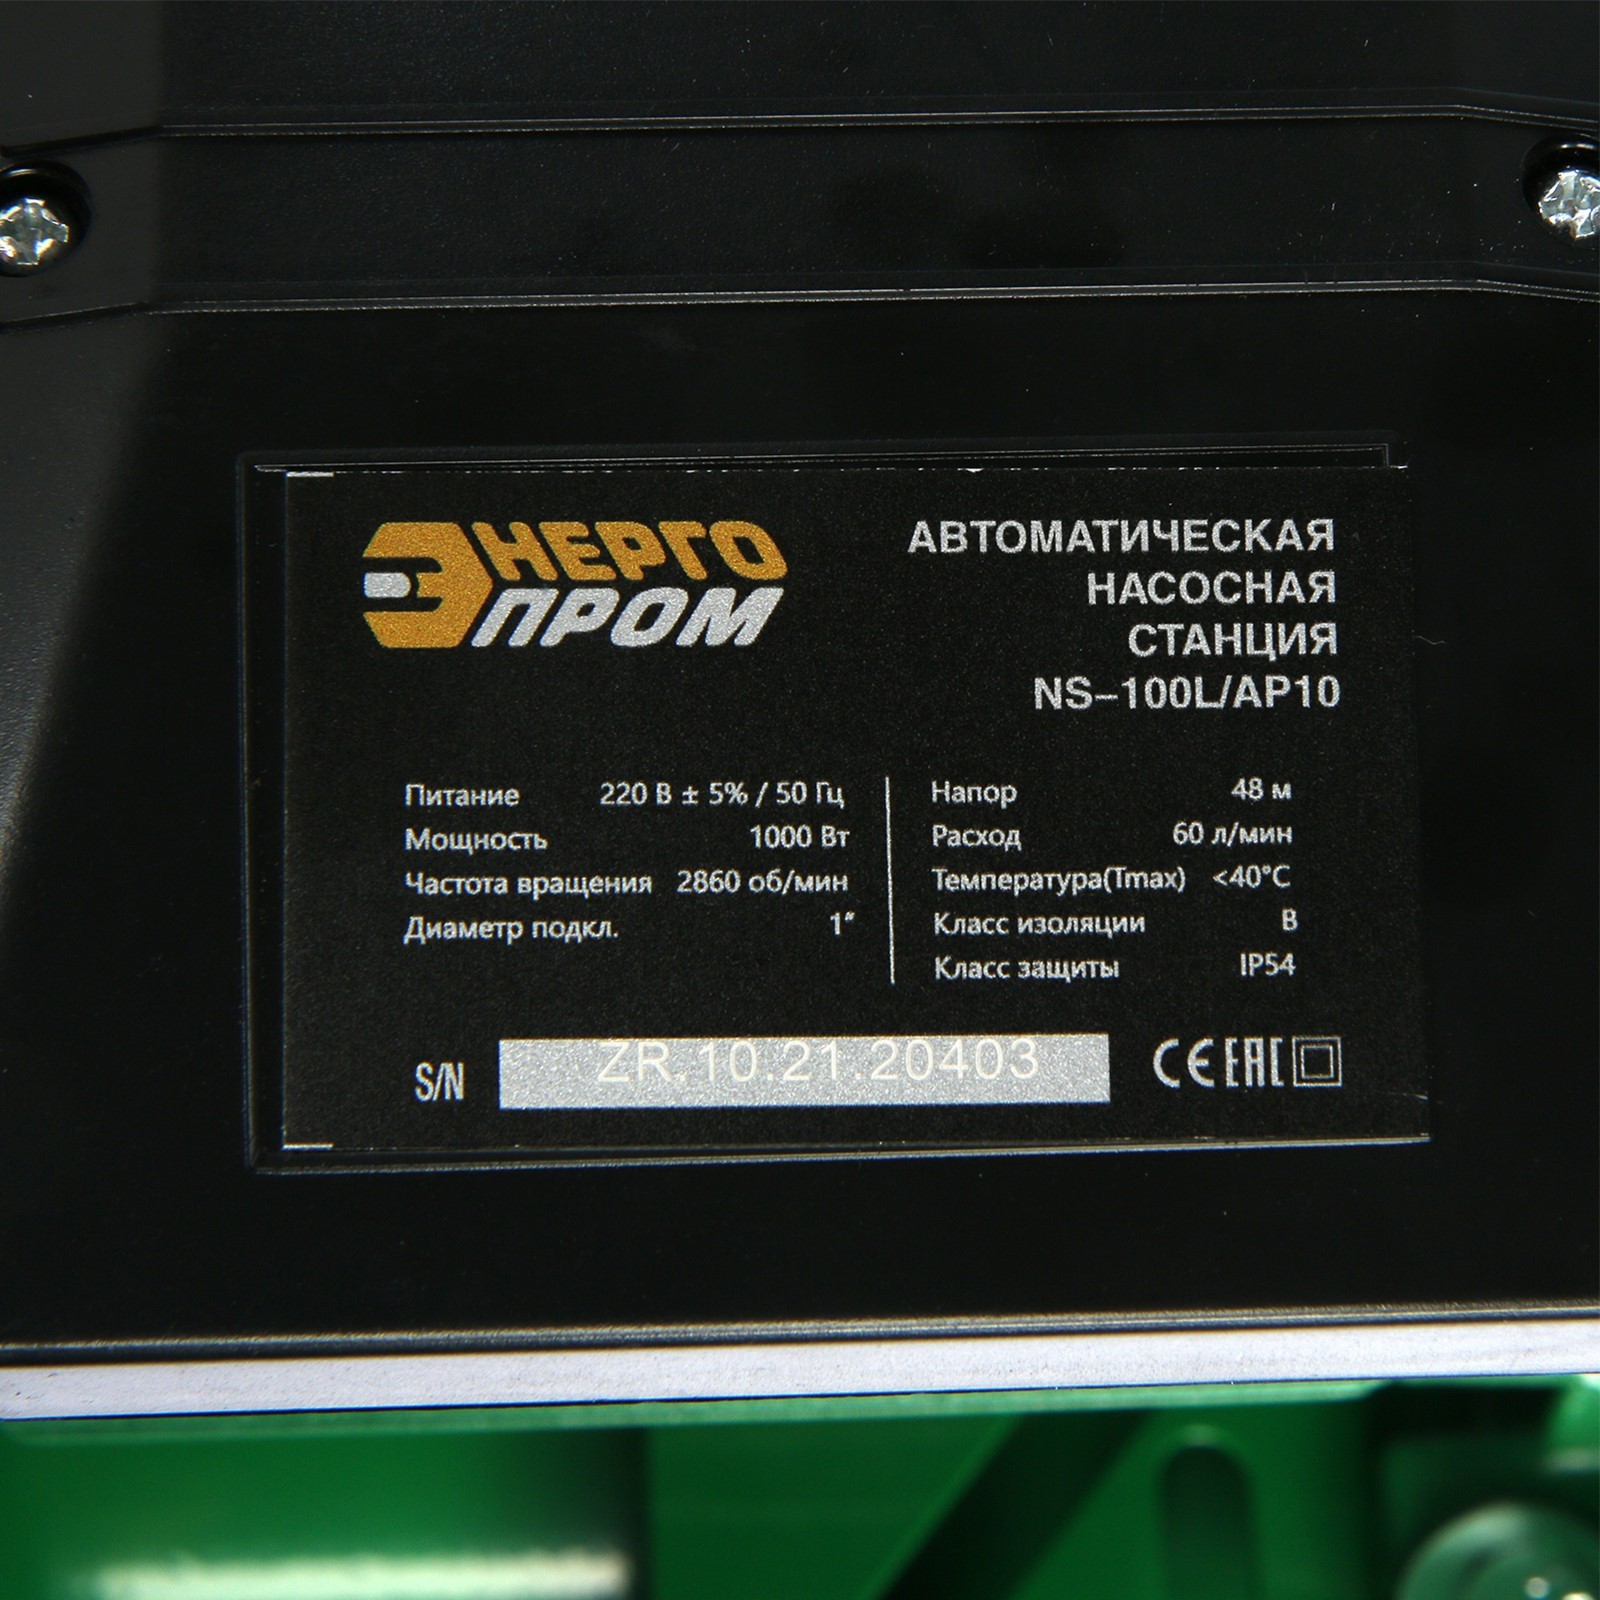 ЭНЕРГО
ПРОМ
АВТОМАТИЧЕСКАЯ
НАСОСНАЯ
СТАНЦИЯ
NS–100L/AP10
Питание 220 В ± 5% / 50 Гц
Мощность 1000 Вт
Частота вращения 2860 об/мин
Диаметр подкл. 1“
Напор 48 м
Расход 60 л/мин
Температура(Tmax) <40°C
Класс изоляции B
Класс защиты IP54
S/N ZR.10.21.20403
CE EAC